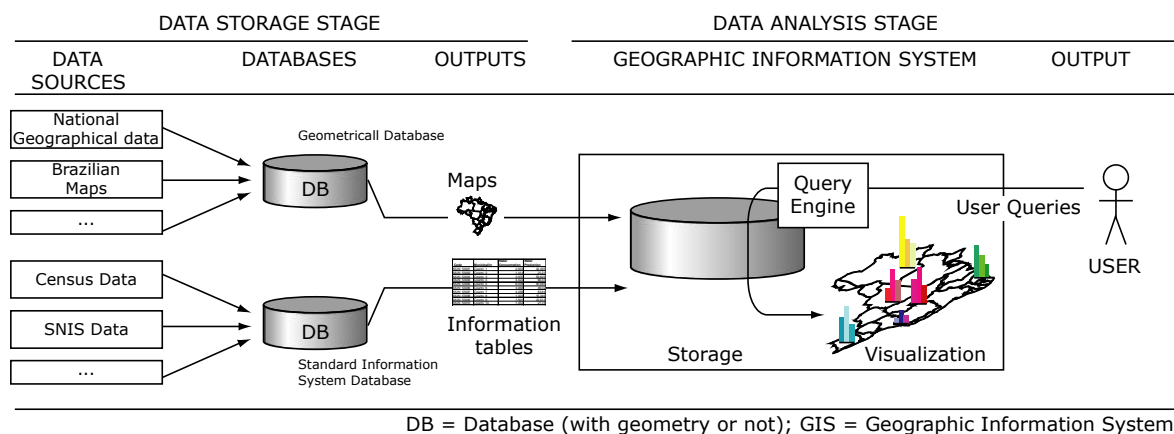 DATA STORAGE STAGE
DATA ANALYSIS STAGE
DATA
SOURCES
DATABASES
OUTPUTS
GEOGRAPHIC INFORMATION SYSTEM
OUTPUT
National
Geographical data
Brazilian
Maps
...
Geometricall Database
DB
Maps
Query
Engine
User Queries
USER
Census Data
SNIS Data
...
DB
Standard Information
System Database
Information
tables
Storage
Visualization
DB = Database (with geometry or not); GIS = Geographic Information System